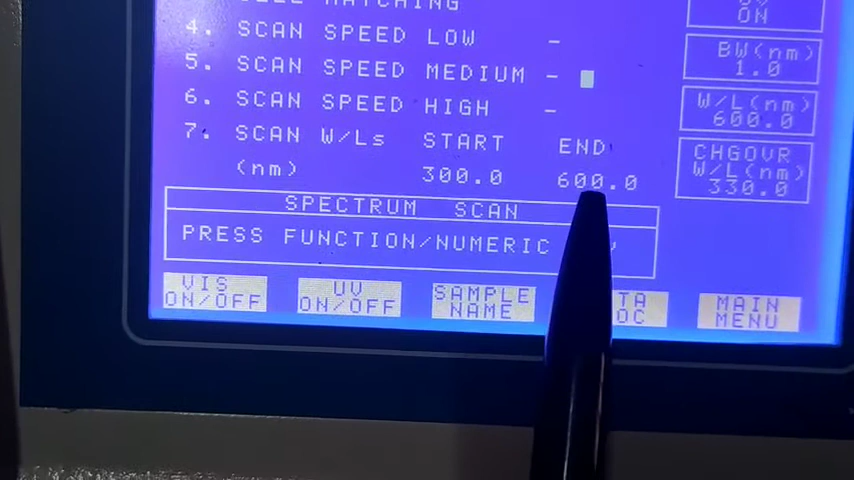 MATCHING
ON
4. SCAN SPEED LOW -
BW(nm)
1.0
5. SCAN SPEED MEDIUM -
6. SCAN SPEED HIGH -
W/L(nm)
600.0
7. SCAN W/Ls START END
(nm) 300.0 600.0
CHGOVR
W/L(nm)
330.0
SPECTRUM SCAN
PRESS FUNCTION/NUMERIC
VIS
ON/OFF
UV
ON/OFF
SAMPLE
NAME
MAIN
MENU